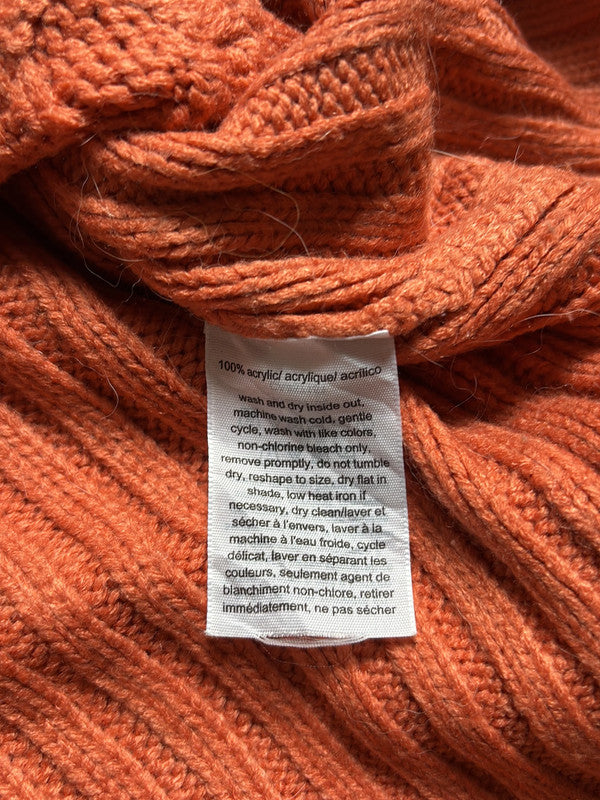 100% acrylic/ acrylique/ acrílico
wash and dry inside out,
machine wash cold, gentle
cycle, wash with like colors,
non-chlorine bleach only,
remove promptly, do not tumble
dry, reshape to size, dry flat in
shade, low heat iron if
necessary, dry clean/laver et
sécher à l'envers, laver à la
machine à l'eau froide, cycle
délicat, laver en séparant les
couleurs, seulement agent de
blanchiment non-chlore, retirer
immédiatement, ne pas sécher